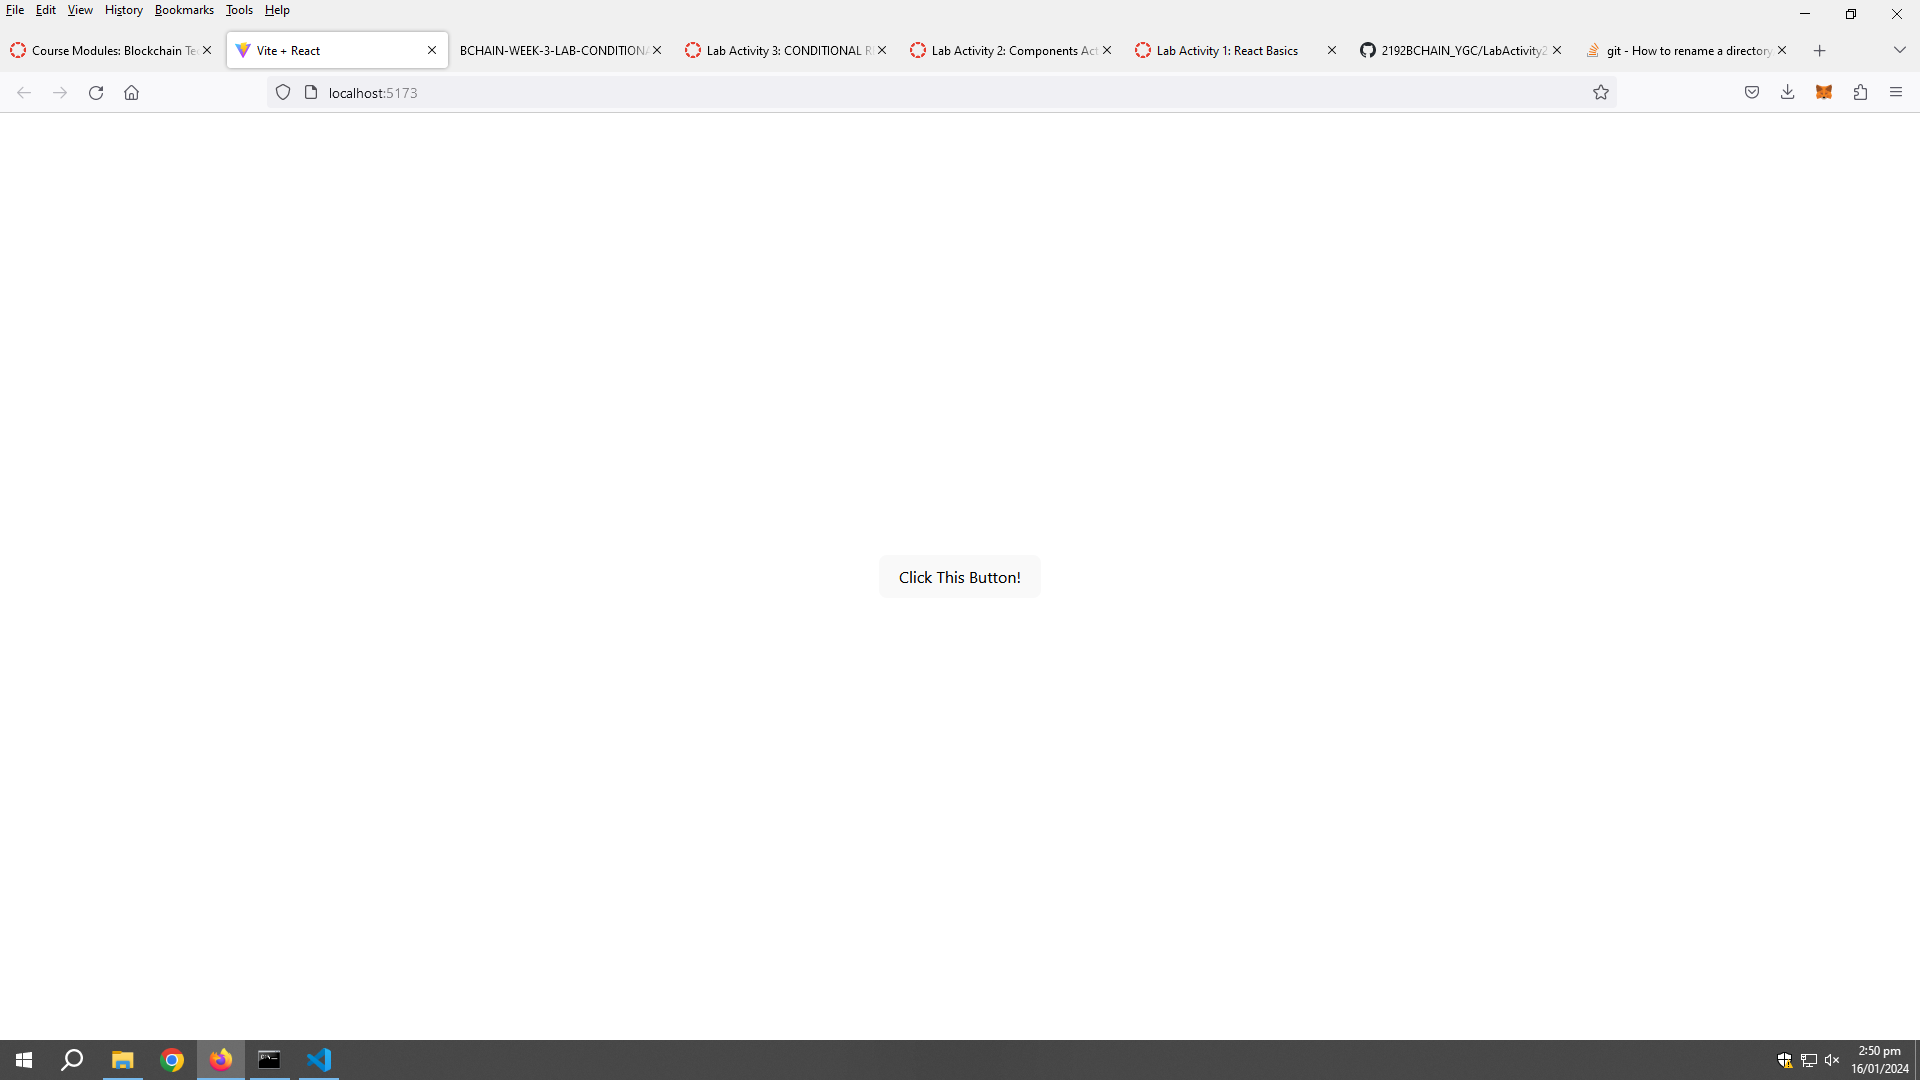 File Edit View History Bookmarks Tools Help
Course Modules: Blockchain Te
Vite + React
BCHAIN-WEEK-3-LAB-CONDITION
Lab Activity 3: CONDITIONAL R
Lab Activity 2: Components Act
Lab Activity 1: React Basics
2192BCHAIN_YGC/LabActivity2
git - How to rename a directory
localhost:5173
Click This Button!
2:50 pm
16/01/2024